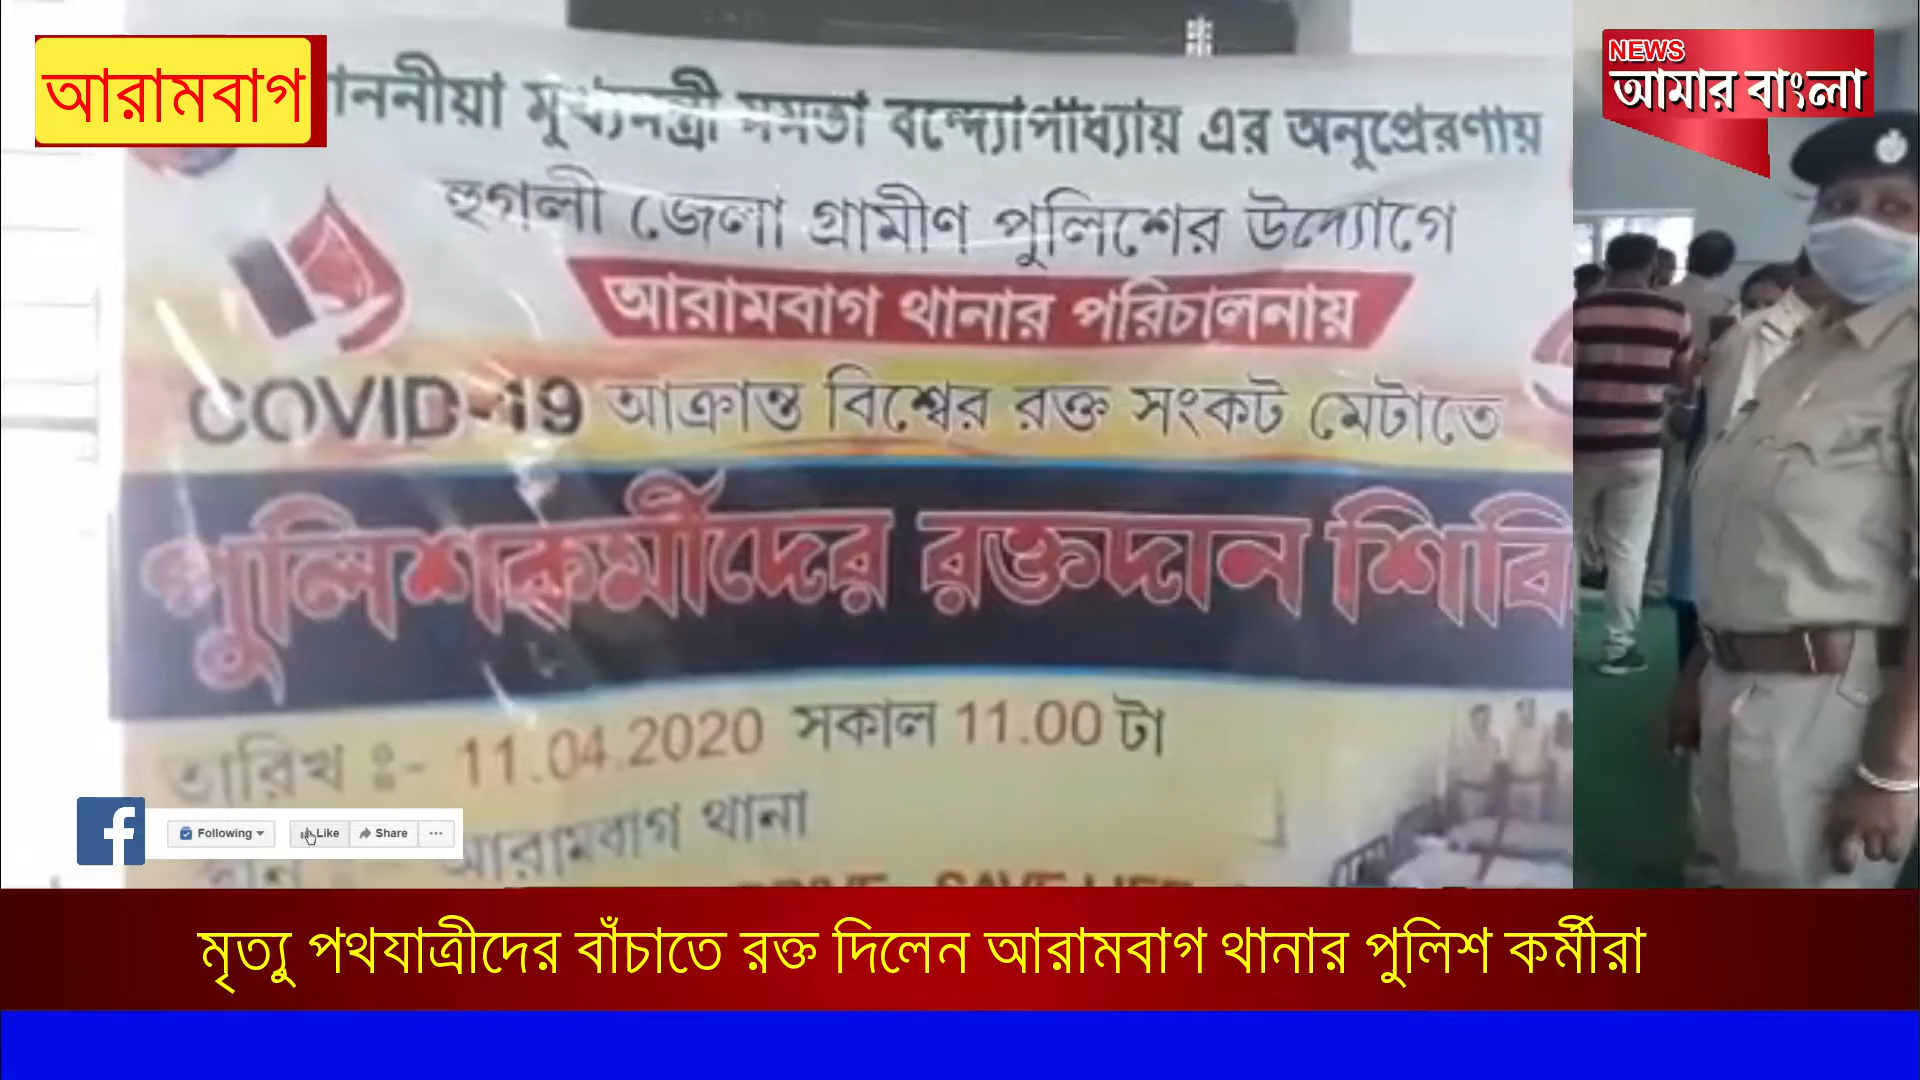 আরামবাগ
NEWS
আমার বাংলা
মাননীয়া মুখ্যমন্ত্রী মমতা বন্দ্যোপাধ্যায় এর অনুপ্রেরণায়
হুগলী জেলা গ্রামীণ পুলিশের উদ্যোগে
আরামবাগ থানার পরিচালনায়
COVID-19 আক্রান্ত বিশ্বের রক্ত সংকট মেটাতে
পুলিশকর্মীদের রক্তদান শিবি
তারিখ :- 11.04.2020 সকাল 11.00 টা
স্থান :- আরামবাগ থানা
Following Like Share
মৃত্যু পথযাত্রীদের বাঁচাতে রক্ত দিলেন আরামবাগ থানার পুলিশ কর্মীরা